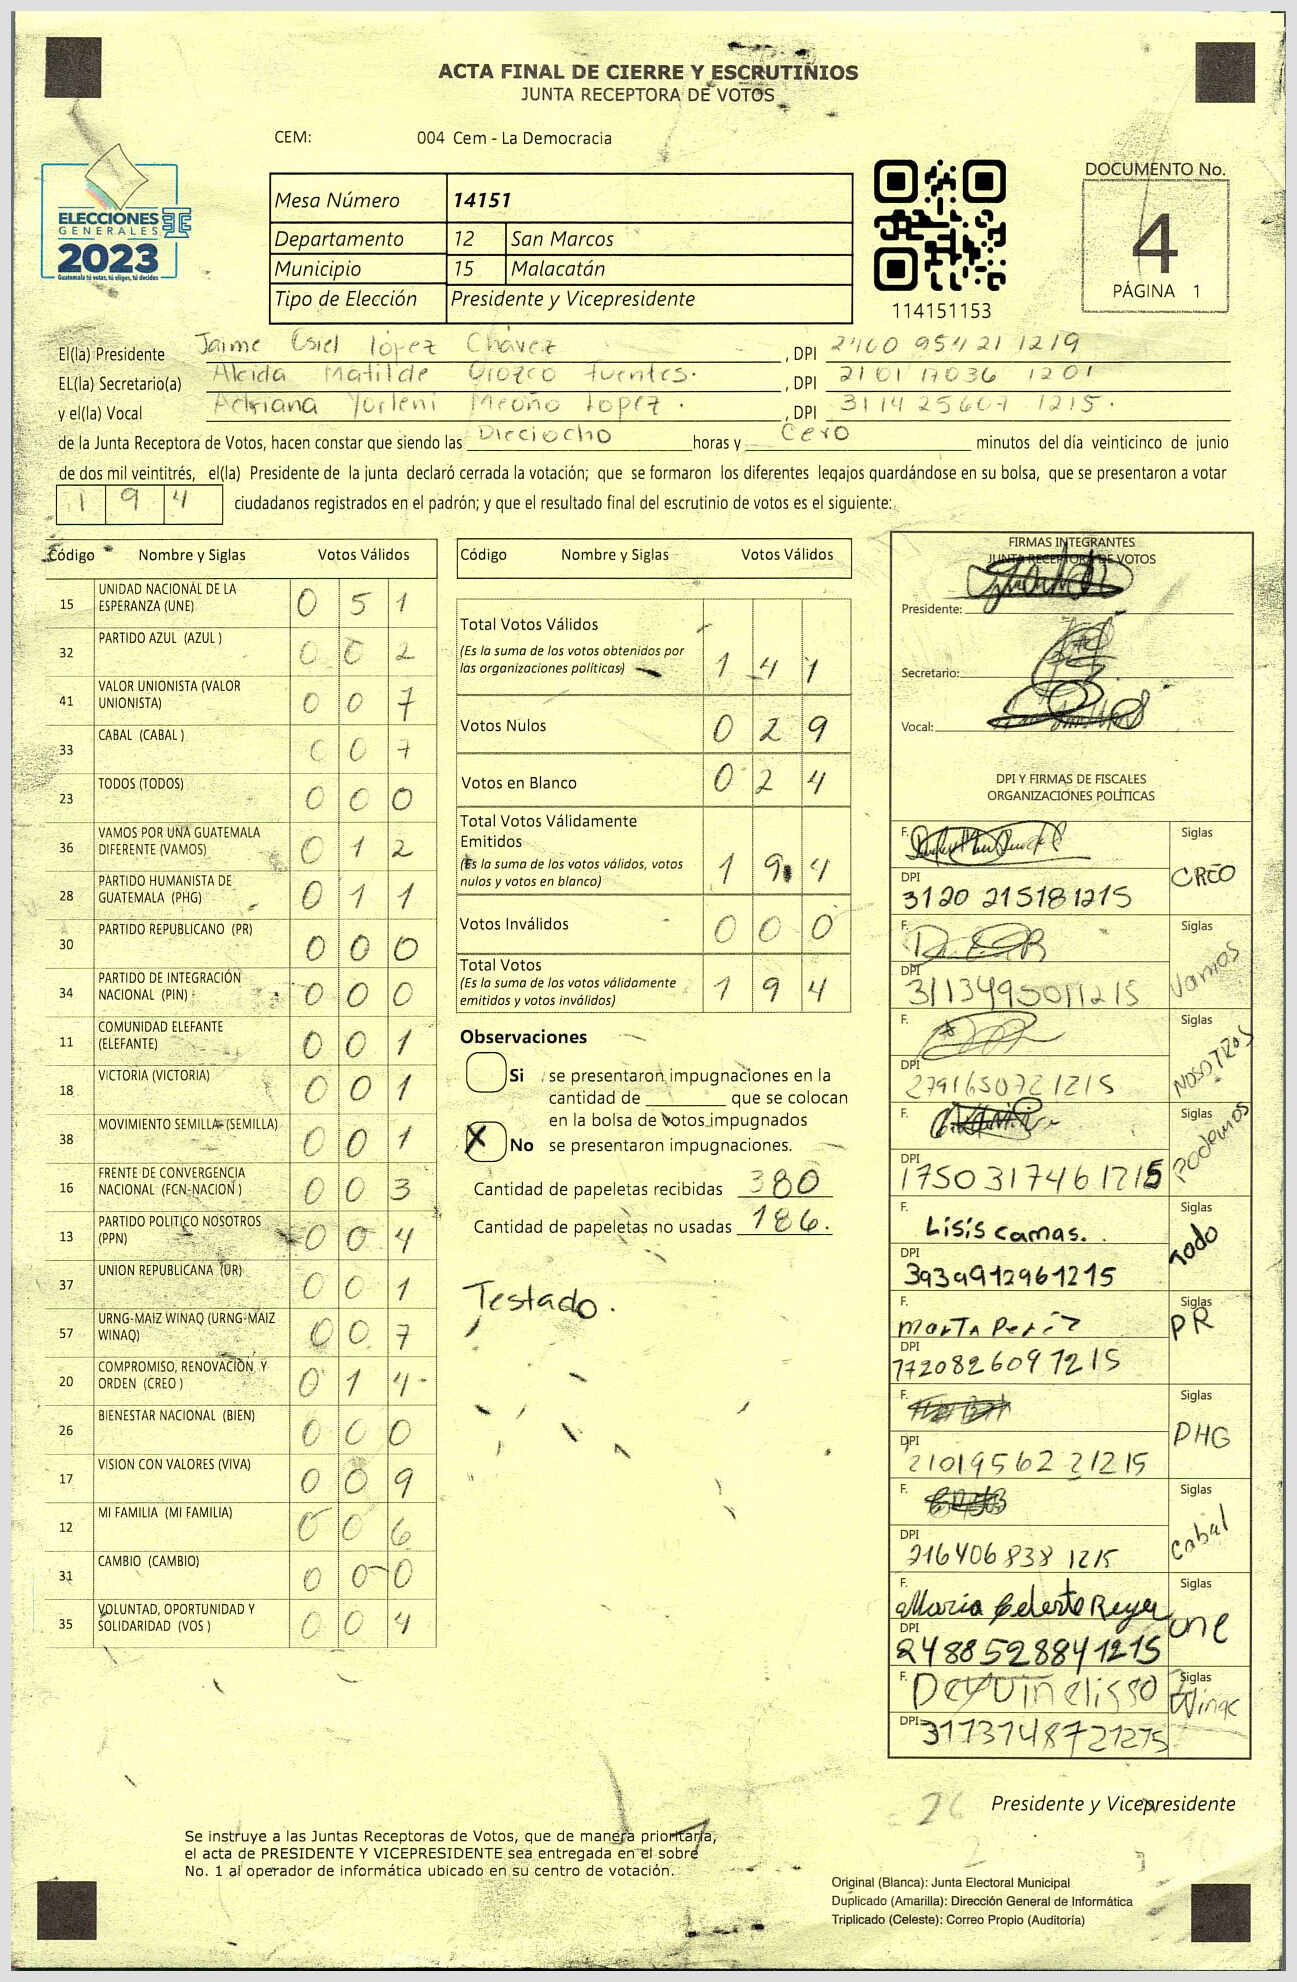 ACTA FINAL DE CIERRE Y ESCRUTINIOS
JUNTA RECEPTORA DE VOTOS
CEM: 004 Cem - La Democracia
ELECCIONES
GENERALES
2023
Guatemala tú votas, tú eliges, tú decides
Mesa Número 14151
Departamento 12 San Marcos
Municipio 15 Malacatán
Tipo de Elección Presidente y Vicepresidente
114151153
DOCUMENTO No.
4
PÁGINA 1
El(la) Presidente Jaime Esiel López Chávez, DPI 2460 95421 1219
EL(la) Secretario(a) Alcida Matilde Orozco Fuentes., DPI 2101 17036 1201
y el(la) Vocal Adriana Yorleni Meoño Lopez., DPI 3114 25607 1215.
de la Junta Receptora de Votos, hacen constar que siendo las Dieciocho horas y Cero minutos del día veinticinco de junio
de dos mil veintitrés, el(la) Presidente de la junta declaró cerrada la votación; que se formaron los diferentes legajos guardándose en su bolsa, que se presentaron a votar
194 ciudadanos registrados en el padrón; y que el resultado final del escrutinio de votos es el siguiente:
Código Nombre y Siglas Votos Válidos
15 UNIDAD NACIONAL DE LA ESPERANZA (UNE) 0 5 1
32 PARTIDO AZUL (AZUL ) 0 0 2
41 VALOR UNIONISTA (VALOR UNIONISTA) 0 0 7
33 CABAL (CABAL ) 0 0 7
23 TODOS (TODOS) 0 0 0
36 VAMOS POR UNA GUATEMALA DIFERENTE (VAMOS) 0 1 2
28 PARTIDO HUMANISTA DE GUATEMALA (PHG) 0 1 1
30 PARTIDO REPUBLICANO (PR) 0 0 0
34 PARTIDO DE INTEGRACIÓN NACIONAL (PIN) 0 0 0
11 COMUNIDAD ELEFANTE (ELEFANTE) 0 0 1
18 VICTORIA (VICTORIA) 0 0 1
38 MOVIMIENTO SEMILLA (SEMILLA) 0 0 1
16 FRENTE DE CONVERGENCIA NACIONAL (FCN-NACION ) 0 0 3
13 PARTIDO POLITICO NOSOTROS (PPN) 0 0 4
37 UNION REPUBLICANA (UR) 0 0 1
57 URNG-MAIZ WINAQ (URNG-MAIZ WINAQ) 0 0 7
20 COMPROMISO, RENOVACIÓN Y ORDEN (CREO ) 0 1 4
26 BIENESTAR NACIONAL (BIEN) 0 0 0
17 VISION CON VALORES (VIVA) 0 0 9
12 MI FAMILIA (MI FAMILIA) 0 0 6
31 CAMBIO (CAMBIO) 0 0 0
35 VOLUNTAD, OPORTUNIDAD Y SOLIDARIDAD (VOS ) 0 0 4
Código Nombre y Siglas Votos Válidos
Total Votos Válidos 1 4 1
(Es la suma de los votos obtenidos por
las organizaciones políticas)
Votos Nulos 0 2 9
Votos en Blanco 0 2 4
Total Votos Válidamente
Emitidos 1 9 4
(Es la suma de los votos válidos, votos
nulos y votos en blanco)
Votos Inválidos 0 0 0
Total Votos 1 9 4
(Es la suma de los votos válidamente
emitidos y votos inválidos)
Observaciones
Si se presentaron impugnaciones en la
cantidad de ________ que se colocan
en la bolsa de votos impugnados
X No se presentaron impugnaciones.
Cantidad de papeletas recibidas 380
Cantidad de papeletas no usadas 186.
Testado.
FIRMAS INTEGRANTES
JUNTA RECEPTORA DE VOTOS
Presidente:
Secretario:
Vocal:
DPI Y FIRMAS DE FISCALES
ORGANIZACIONES POLÍTICAS
F. Siglas CREO
DPI 3120 215181215
F. Siglas Vamos
DPI 3113495011215
F. Siglas NOSOTROS
DPI 2791650721215
F. Siglas Podemos
DPI 1750317461215
F. Lisis Camas. Siglas Todo
DPI 3939912961215
F. Marta Perez Siglas PR
DPI 1720826091215
F. Siglas PHG
DPI 2101956221215
F. Siglas Cabal
DPI 216406838 1215
F. Maria Celeste Reyes Siglas UNE
DPI 2488528841215
F. Siglas Winac
DPI 3173748721275
26
Presidente y Vicepresidente
Se instruye a las Juntas Receptoras de Votos, que de manera prioritaria,
el acta de PRESIDENTE Y VICEPRESIDENTE sea entregada en el sobre
No. 1 al operador de informática ubicado en su centro de votación.
Original (Blanca): Junta Electoral Municipal
Duplicado (Amarilla): Dirección General de Informática
Triplicado (Celeste): Correo Propio (Auditoría)